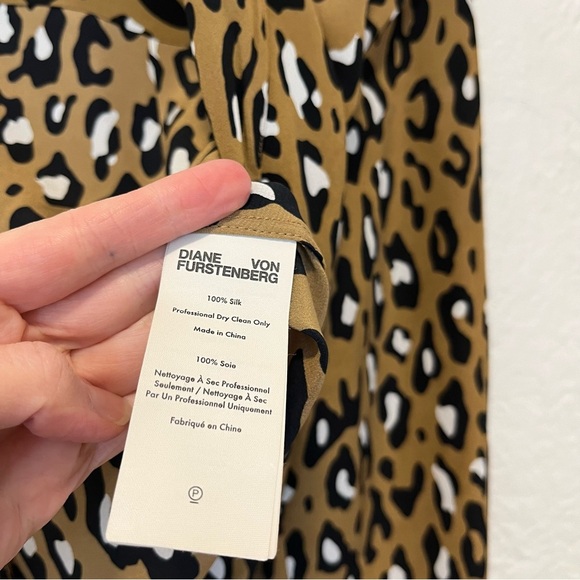 DIANE VON
FURSTENBERG
100% Silk
Professional Dry Clean Only
Made in China
100% Soie
Nettoyage À Sec Professionnel
Seulement / Nettoyage À Sec
Par Un Professionnel Uniquement
Fabriqué en Chine
P